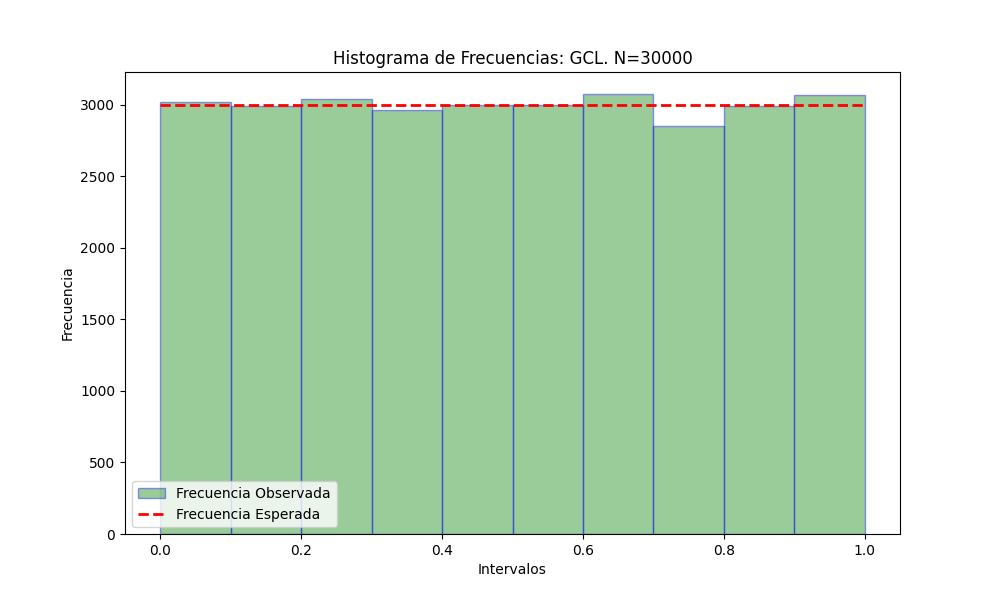 Histograma de Frecuencias: GCL. N=30000
Frecuencia
3000
2500
2000
1500
1000
500
0
Frecuencia Observada
Frecuencia Esperada
0.0
0.2
0.4
0.6
0.8
1.0
Intervalos